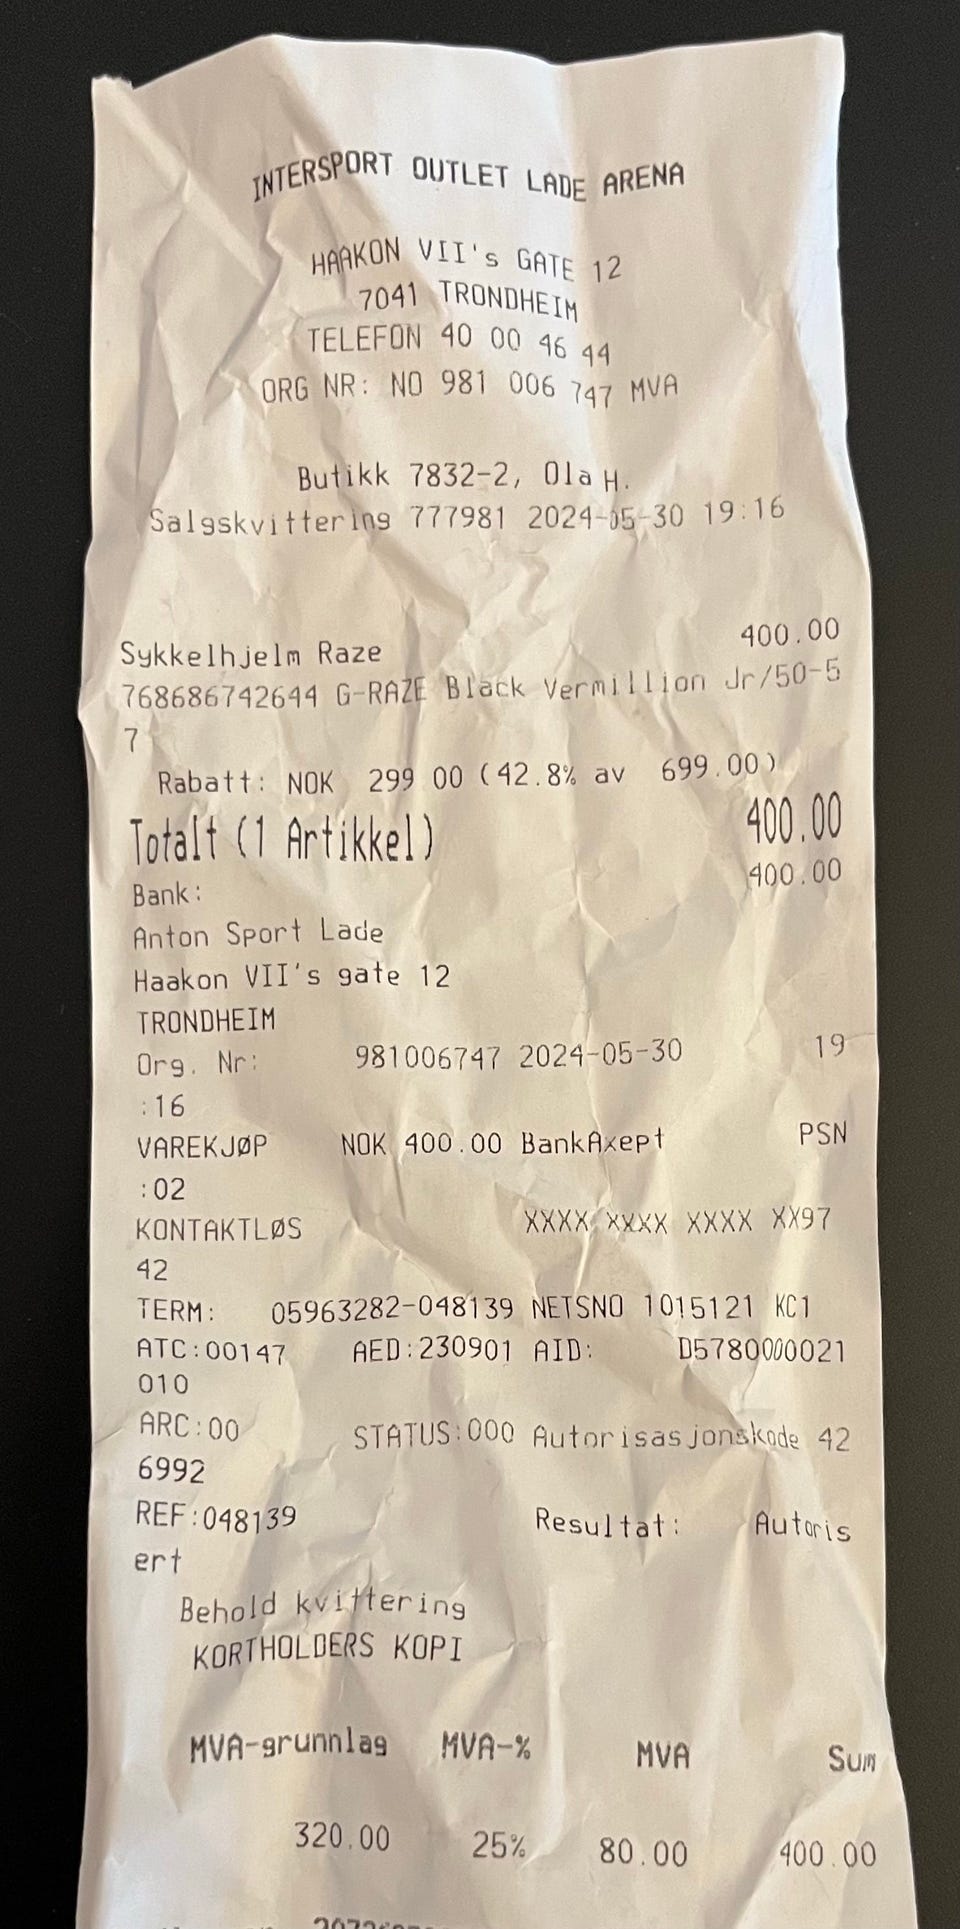 INTERSPORT OUTLET LADE ARENA
HAAKON VII's GATE 12
7041 TRONDHEIM
TELEFON 40 00 46 44
ORG NR: NO 981 006 747 MVA
Butikk 7832-2, Ola H.
Salgskvittering 777981 2024-05-30 19:16
Sykkelhjelm Raze 400.00
768686742644 G-RAZE Black Vermillion Jr/50-5
7
Rabatt: NOK 299 00 (42.8% av 699.00)
Totalt (1 Artikkel) 400.00
Bank: 400.00
Anton Sport Lade
Haakon VII's gate 12
TRONDHEIM
Org. Nr: 981006747 2024-05-30 19
:16
VAREKJØP NOK 400.00 BankAxept PSN
:02
KONTAKTLØS XXXX XXXX XXXX XX97
42
TERM: 05963282-048139 NETSNO 1015121 KC1
ATC:00147 AED:230901 AID: D5780000021
010
ARC:00 STATUS:000 Autorisasjonskode 42
6992
REF:048139 Resultat: Autoris
ert
Behold kvittering
KORTHOLDERS KOPI
MVA-grunnlag MVA-% MVA Sum
320.00 25% 80.00 400.00